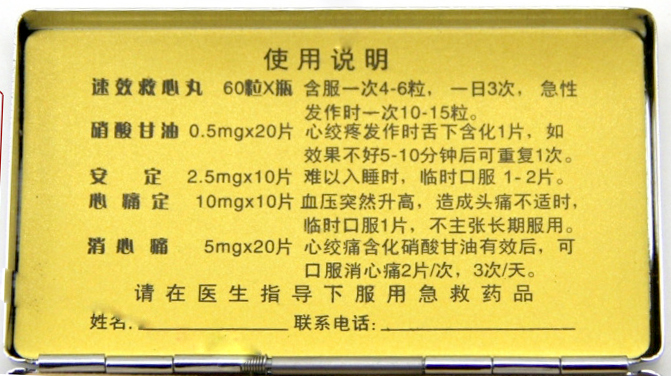 使用说明
速效救心丸 60粒X瓶 含服一次4-6粒， 一日3次， 急性
发作时一次10-15粒。
硝酸甘油 0.5mgx20片 心绞疼发作时舌下含化1片，如
效果不好5-10分钟后可重复1次。
安 定 2.5mgx10片 难以入睡时，临时口服 1- 2片。
心痛定 10mgx10片 血压突然升高，造成头痛不适时，
临时口服1片，不主张长期服用。
消心痛 5mgx20片 心绞痛含化硝酸甘油有效后，可
口服消心痛2片/次，3次/天。
请在医生指导下服用急救药品
姓名: 联系电话: